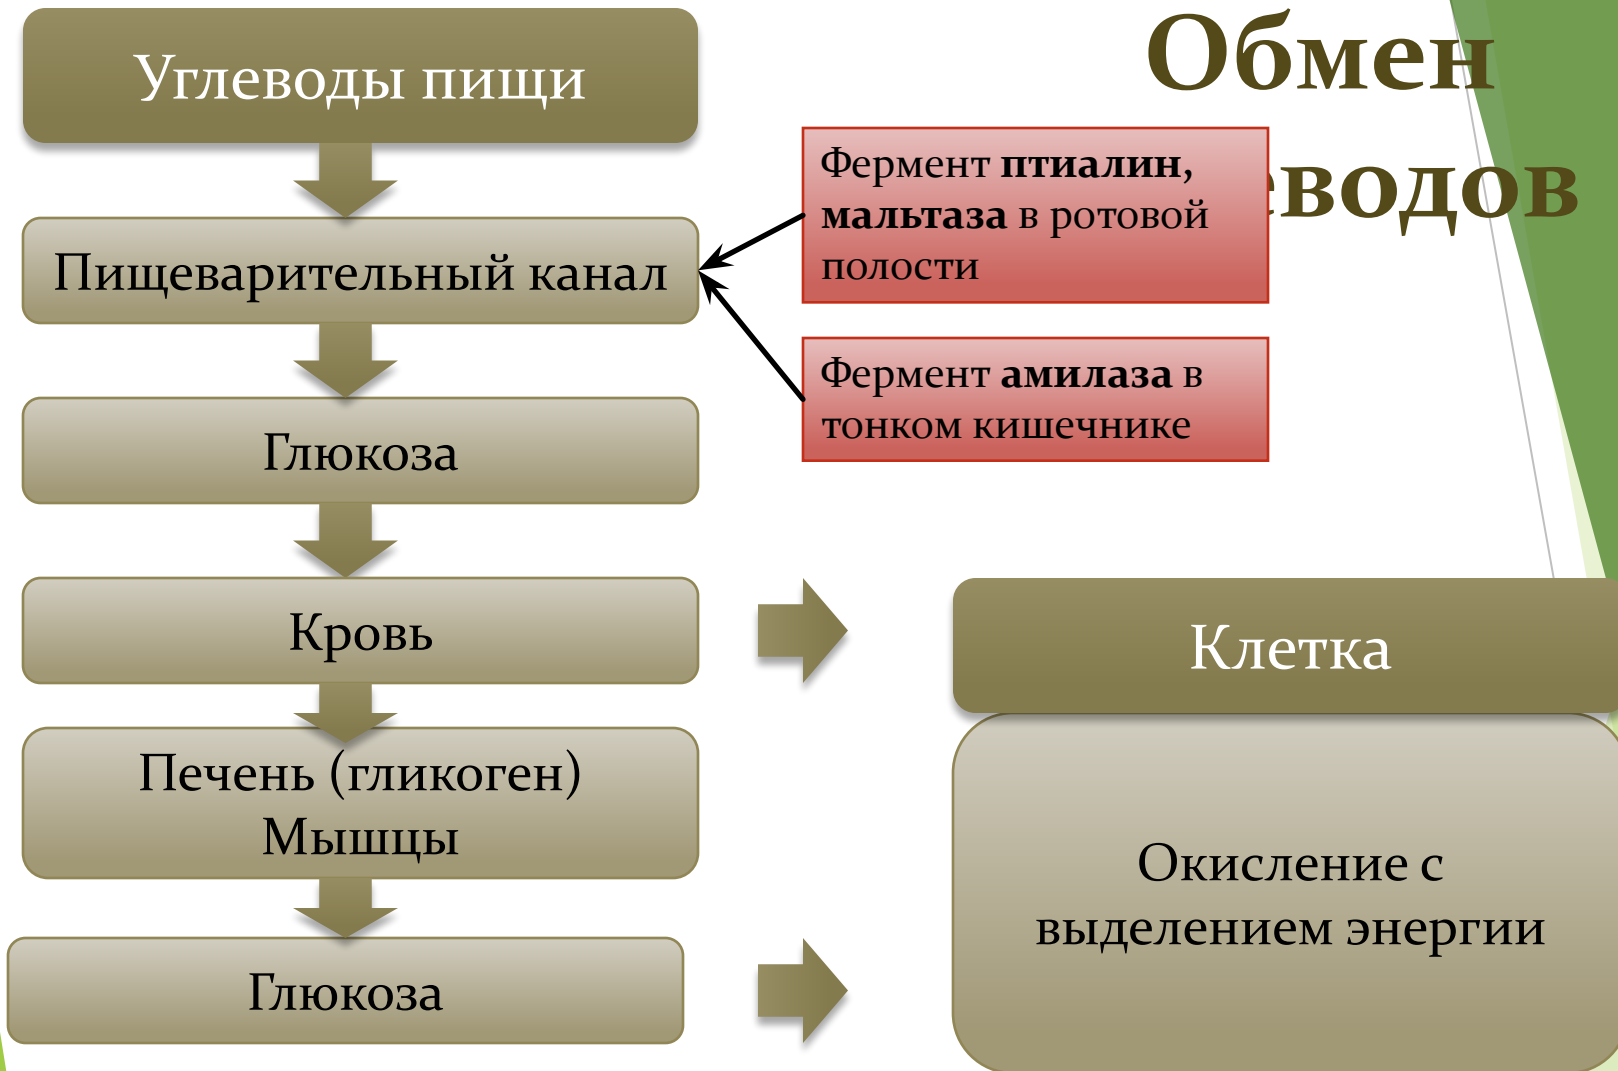 Обмен
еводов
Углеводы пищи
Фермент птиалин,
мальтаза в ротовой
полости
Пищеварительный канал
Фермент амилаза в
тонком кишечнике
Глюкоза
Кровь
Клетка
Печень (гликоген)
Мышцы
Окисление с
выделением энергии
Глюкоза